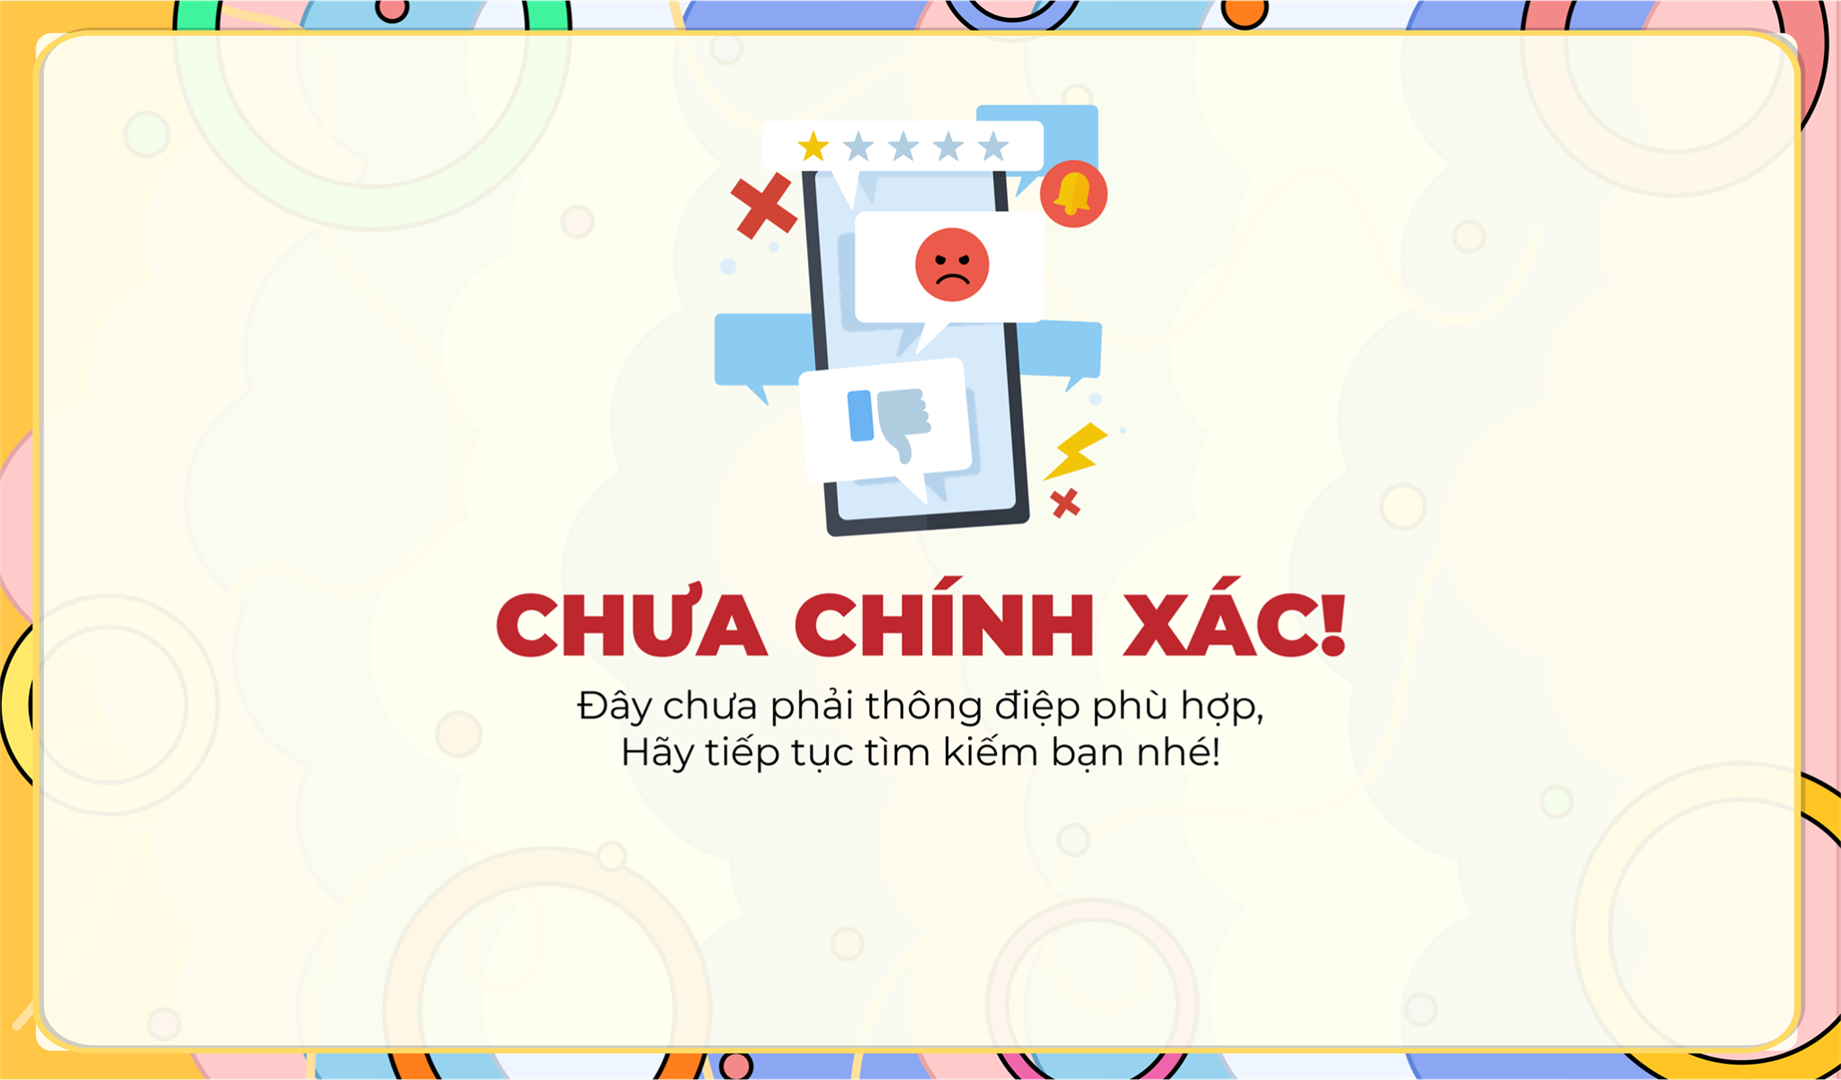 CHƯA CHÍNH XÁC!
Đây chưa phải thông điệp phù hợp,
Hãy tiếp tục tìm kiếm bạn nhé!